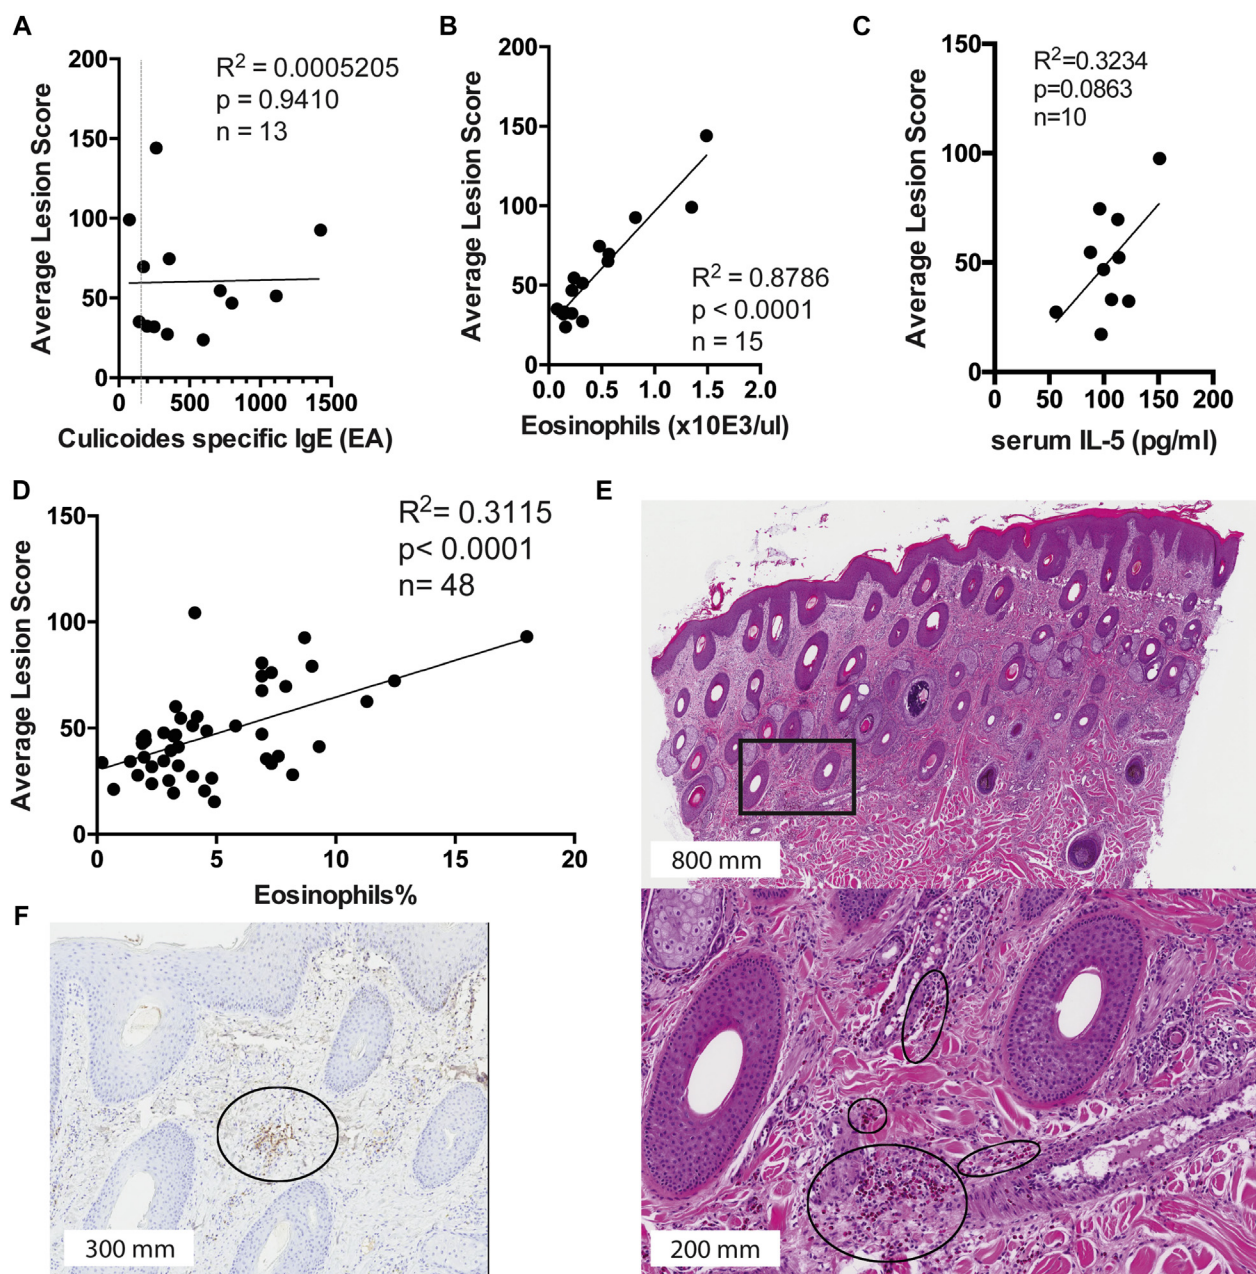 A
R² = 0.0005205
p = 0.9410
n = 13
Average Lesion Score
200
150
100
50
0
0 500 1000 1500
Culicoides specific IgE (EA)
B
Average Lesion Score
200
150
100
50
0
R² = 0.8786
p < 0.0001
n = 15
0.0 0.5 1.0 1.5 2.0
Eosinophils (x10E3/ul)
C
R²=0.3234
p=0.0863
n=10
Average Lesion Score
150
100
50
0
0 50 100 150 200
serum IL-5 (pg/ml)
D
R²= 0.3115
p< 0.0001
n= 48
Average Lesion Score
150
100
50
0
0 5 10 15 20
Eosinophils%
E
800 mm
200 mm
F
300 mm